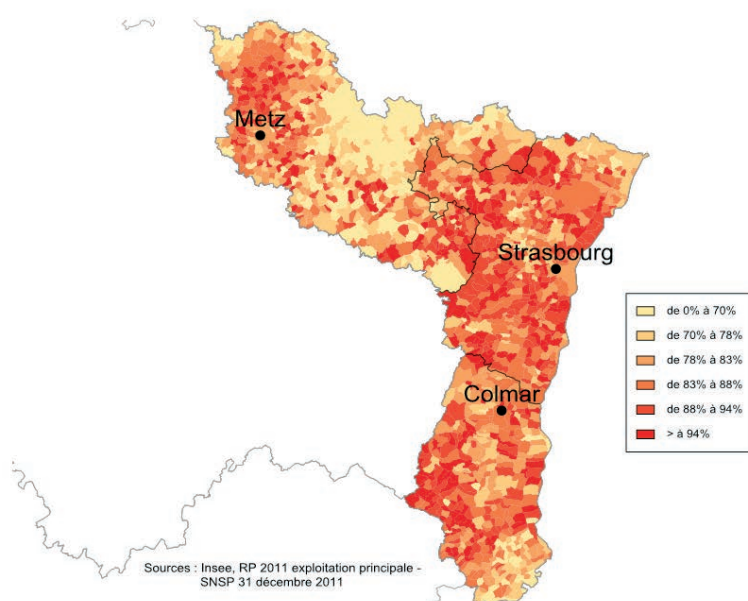 Metz
Strasbourg
de 0% à 70%
de 70% à 78%
de 78% à 83%
de 83% à 88%
de 88% à 94%
> à 94%
Colmar
Sources : Insee, RP 2011 exploitation principale -
SNSP 31 décembre 2011